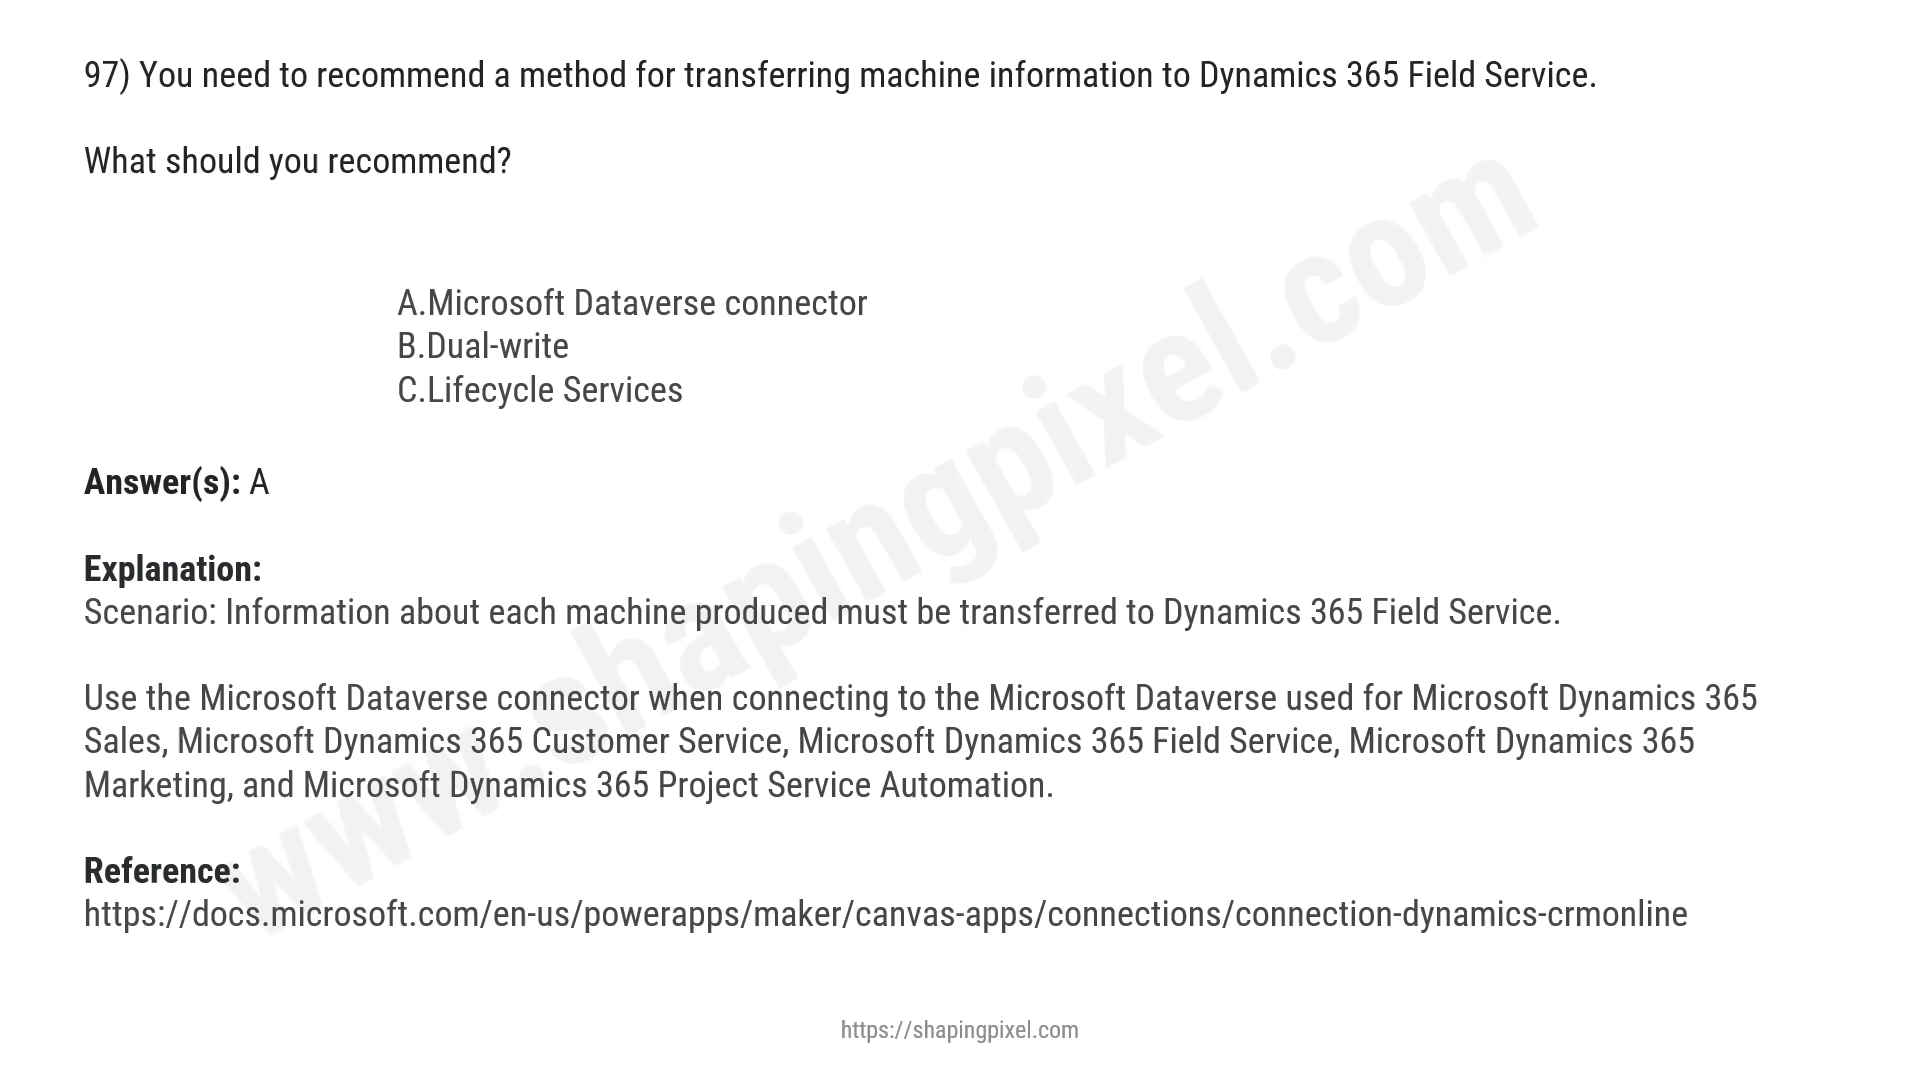 97) You need to recommend a method for transferring machine information to Dynamics 365 Field Service.
What should you recommend?
A.Microsoft Dataverse connector
B.Dual-write
C.Lifecycle Services
Answer(s): A
Explanation:
Scenario: Information about each machine produced must be transferred to Dynamics 365 Field Service.
Use the Microsoft Dataverse connector when connecting to the Microsoft Dataverse used for Microsoft Dynamics 365
Sales, Microsoft Dynamics 365 Customer Service, Microsoft Dynamics 365 Field Service, Microsoft Dynamics 365
Marketing, and Microsoft Dynamics 365 Project Service Automation.
Reference:
https://docs.microsoft.com/en-us/powerapps/maker/canvas-apps/connections/connection-dynamics-crmonline
www.shapingpixel.com
https://shapingpixel.com